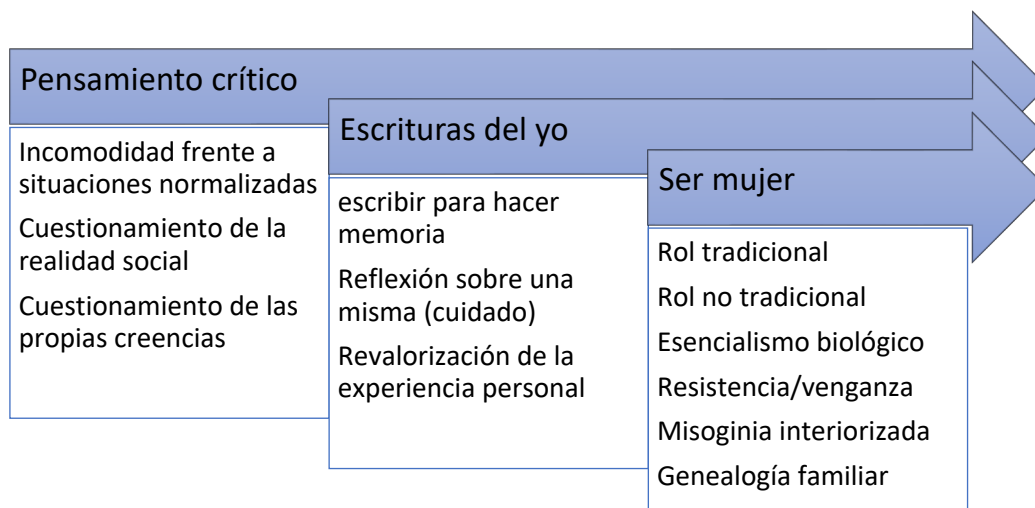 Pensamiento crítico
Incomodidad frente a
situaciones normalizadas
Cuestionamiento de la
realidad social
Cuestionamiento de las
propias creencias
Escrituras del yo
escribir para hacer
memoria
Reflexión sobre una
misma (cuidado)
Revalorización de la
experiencia personal
Ser mujer
Rol tradicional
Rol no tradicional
Esencialismo biológico
Resistencia/venganza
Misoginia interiorizada
Genealogía familiar